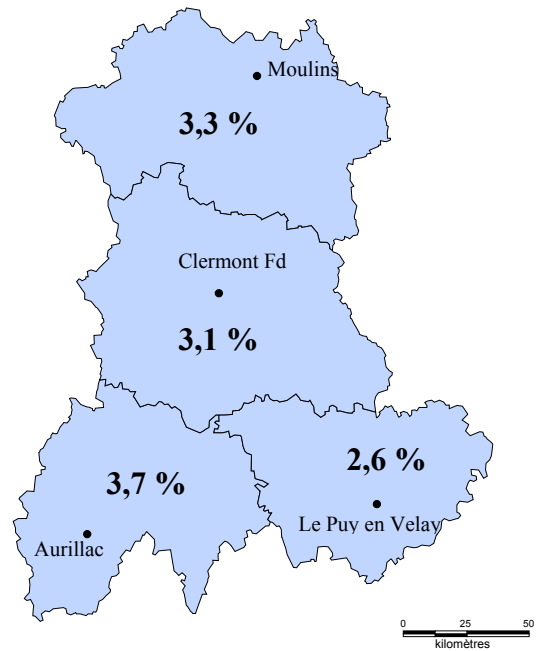 Moulins
3,3 %
Clermont Fd
3,1 %
2,6 %
3,7 %
Le Puy en Velay
Aurillac
0 25 50
kilomètres